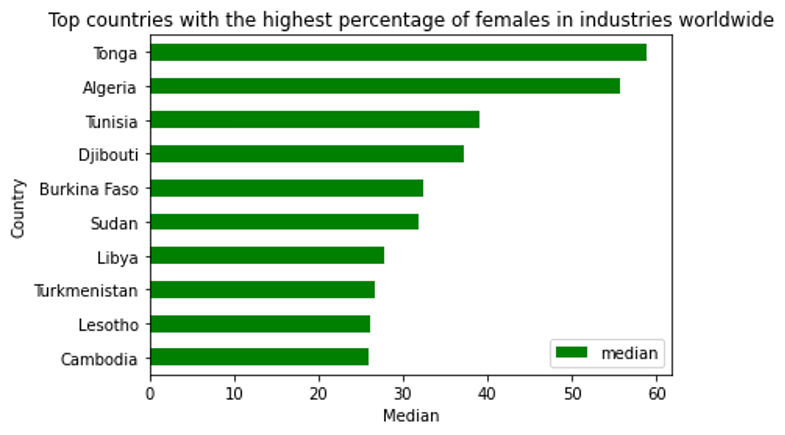 Top countries with the highest percentage of females in industries worldwide
Tonga
Algeria
Tunisia
Djibouti
Burkina Faso
Sudan
Libya
Turkmenistan
Lesotho
Cambodia
Country
median
0 10 20 30 40 50 60
Median